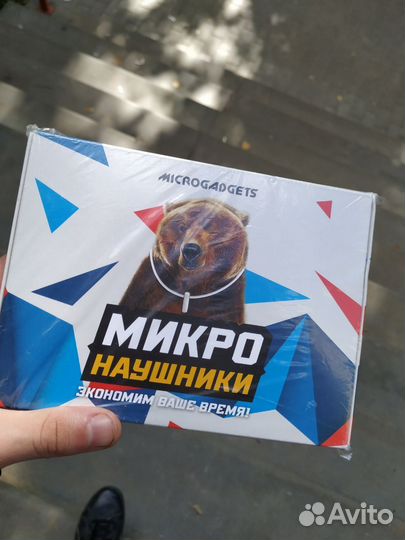 MICROGADGETS
МИКРО
НАУШНИКИ
ЭКОНОМИМ ВАШЕ ВРЕМЯ!
Avito